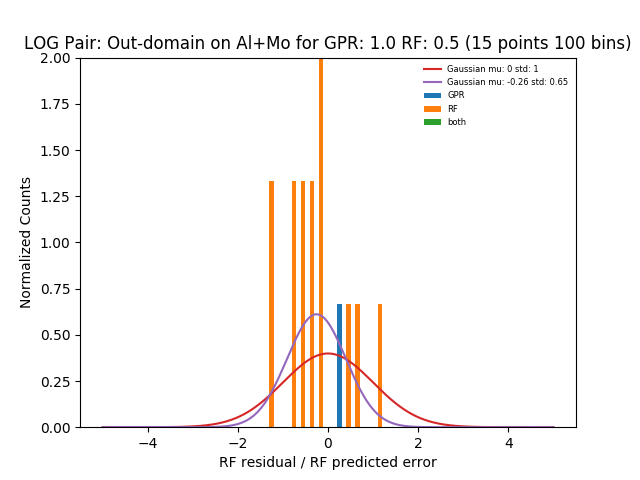 LOG Pair: Out-domain on Al+Mo for GPR: 1.0 RF: 0.5 (15 points 100 bins)
Gaussian mu: 0 std: 1
Gaussian mu: -0.26 std: 0.65
GPR
RF
both
2.00
1.75
1.50
1.25
1.00
0.75
0.50
0.25
0.00
Normalized Counts
−4 −2 0 2 4
RF residual / RF predicted error